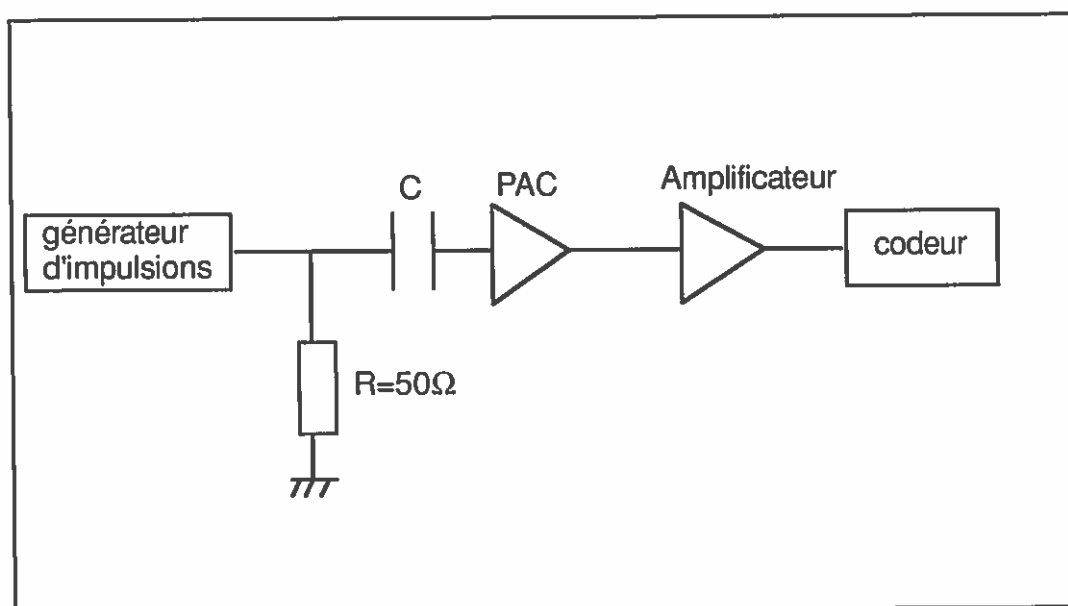 générateur
d'impulsions
C
PAC
Amplificateur
codeur
R=50Ω